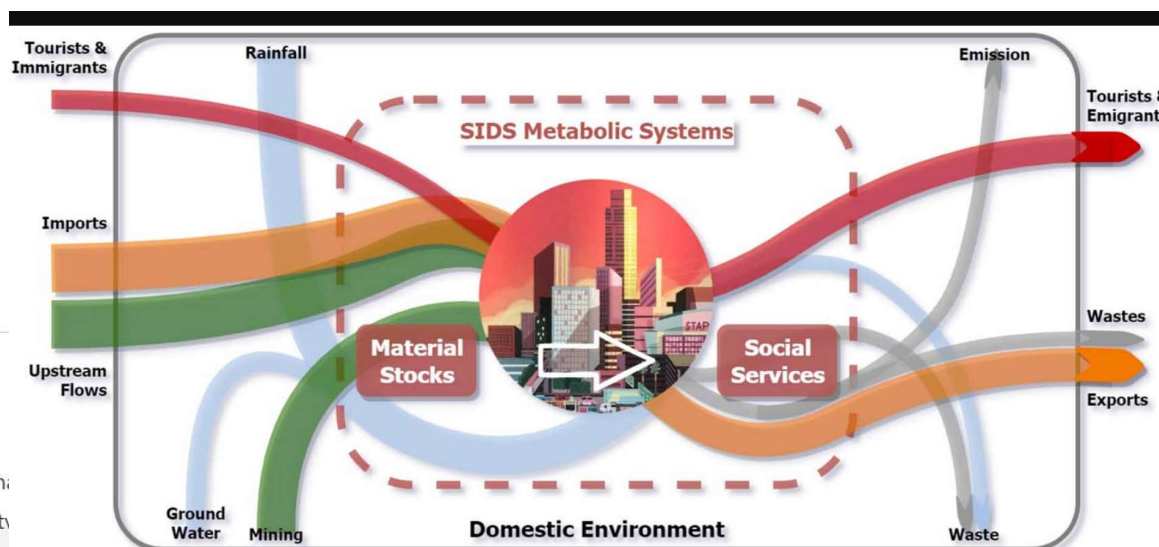 Tourists &
Immigrants
Rainfall
Emission
Tourists &
Emigrant
SIDS Metabolic Systems
Imports
STAP
Material
Stocks
Social
Services
Wastes
Upstream
Flows
Exports
Ground
Water
Mining
Domestic Environment
Waste